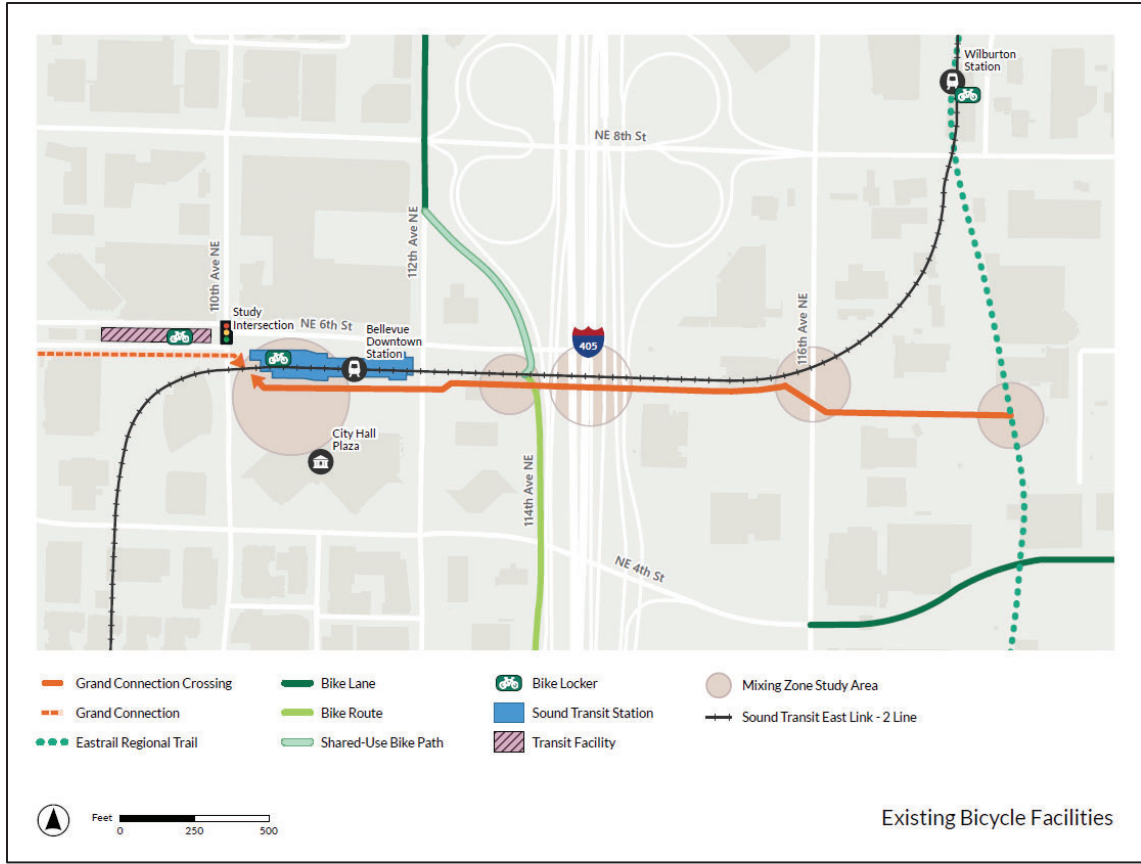 Wilburton
Station
NE 8th St
110th Ave NE
112th Ave NE
Study
Intersection
NE 6th St
Bellevue
Downtown
Station
405
116th Ave NE
City Hall
Plaza
114th Ave NE
NE 4th St
Grand Connection Crossing
Grand Connection
Eastrail Regional Trail
Bike Lane
Bike Route
Shared-Use Bike Path
Bike Locker
Sound Transit Station
Transit Facility
Mixing Zone Study Area
Sound Transit East Link - 2 Line
Feet
0 250 500
Existing Bicycle Facilities